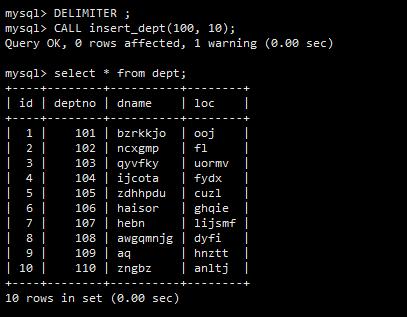 mysql> DELIMITER ;
mysql> CALL insert_dept(100, 10);
Query OK, 0 rows affected, 1 warning (0.00 sec)
mysql> select * from dept;
+----+--------+----------+--------+
| id | deptno | dname    | loc    |
+----+--------+----------+--------+
|  1 |    101 | bzrkkjo  | ooj    |
|  2 |    102 | ncxgmp   | fl     |
|  3 |    103 | qyvfky   | uormv  |
|  4 |    104 | ijcota   | fydx   |
|  5 |    105 | zdhhpdu  | cuzl   |
|  6 |    106 | haisor   | ghqie  |
|  7 |    107 | hebn     | lijsmf |
|  8 |    108 | awgqmnjg | dyfi   |
|  9 |    109 | aq       | hnztt  |
| 10 |    110 | zngbz    | anltj  |
+----+--------+----------+--------+
10 rows in set (0.00 sec)